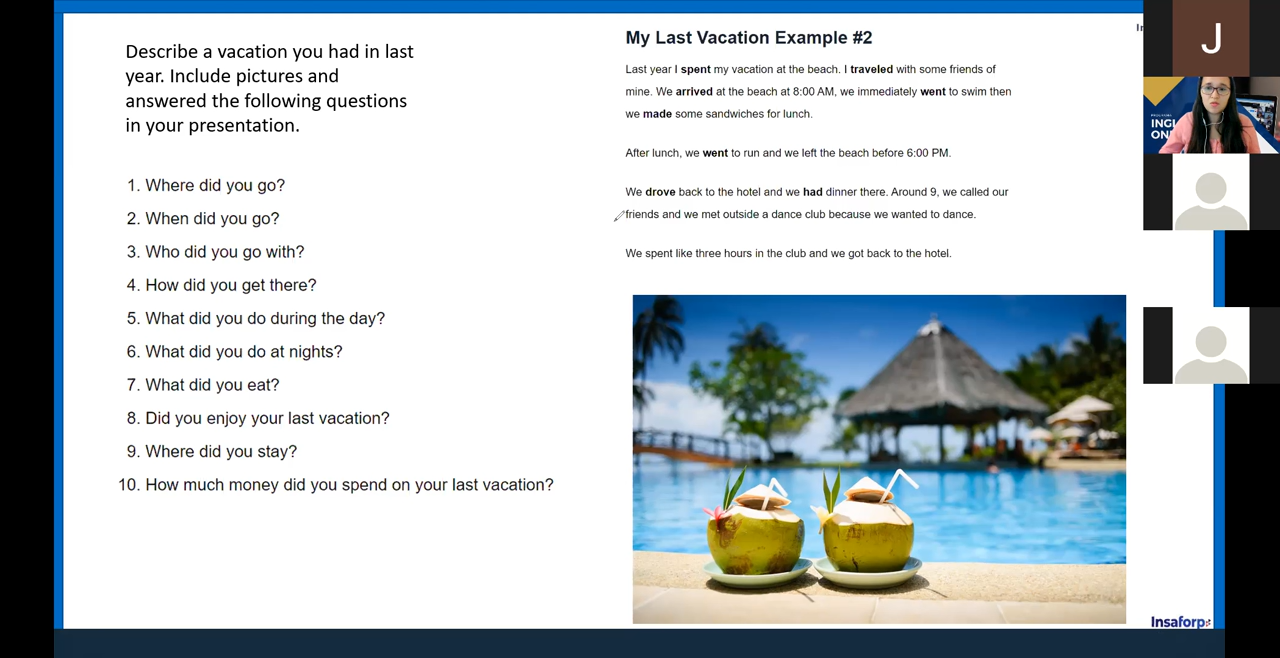 Describe a vacation you had in last
year. Include pictures and
answered the following questions
in your presentation.
1. Where did you go?
2. When did you go?
3. Who did you go with?
4. How did you get there?
5. What did you do during the day?
6. What did you do at nights?
7. What did you eat?
8. Did you enjoy your last vacation?
9. Where did you stay?
10. How much money did you spend on your last vacation?
My Last Vacation Example #2
Last year I spent my vacation at the beach. I traveled with some friends of
mine. We arrived at the beach at 8:00 AM, we immediately went to swim then
we made some sandwiches for lunch.
After lunch, we went to run and we left the beach before 6:00 PM.
We drove back to the hotel and we had dinner there. Around 9, we called our
friends and we met outside a dance club because we wanted to dance.
We spent like three hours in the club and we got back to the hotel.
J
Insaforp